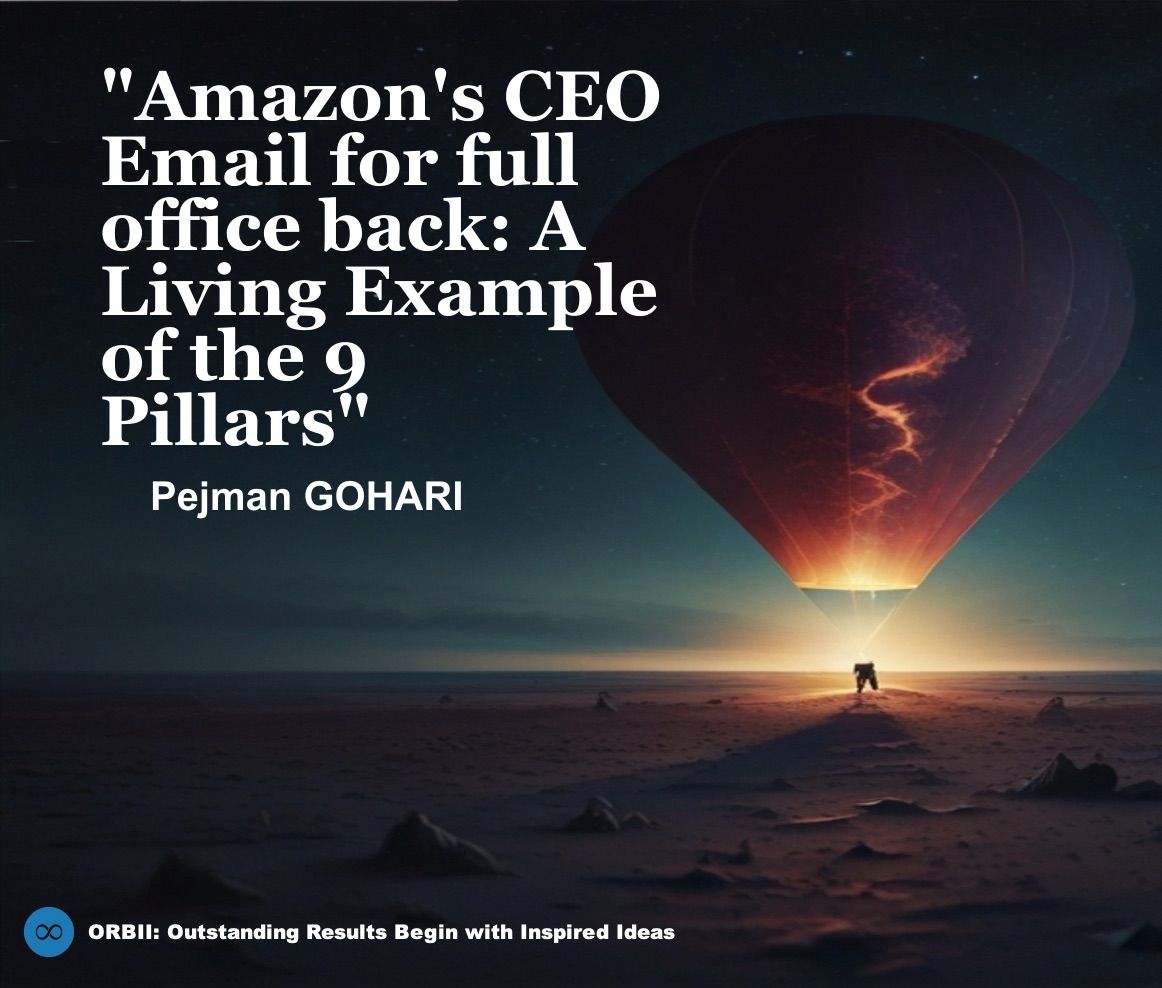 "Amazon's CEO
Email for full
office back: A
Living Example
of the 9
Pillars"
Pejman GOHARI
ORBII: Outstanding Results Begin with Inspired Ideas